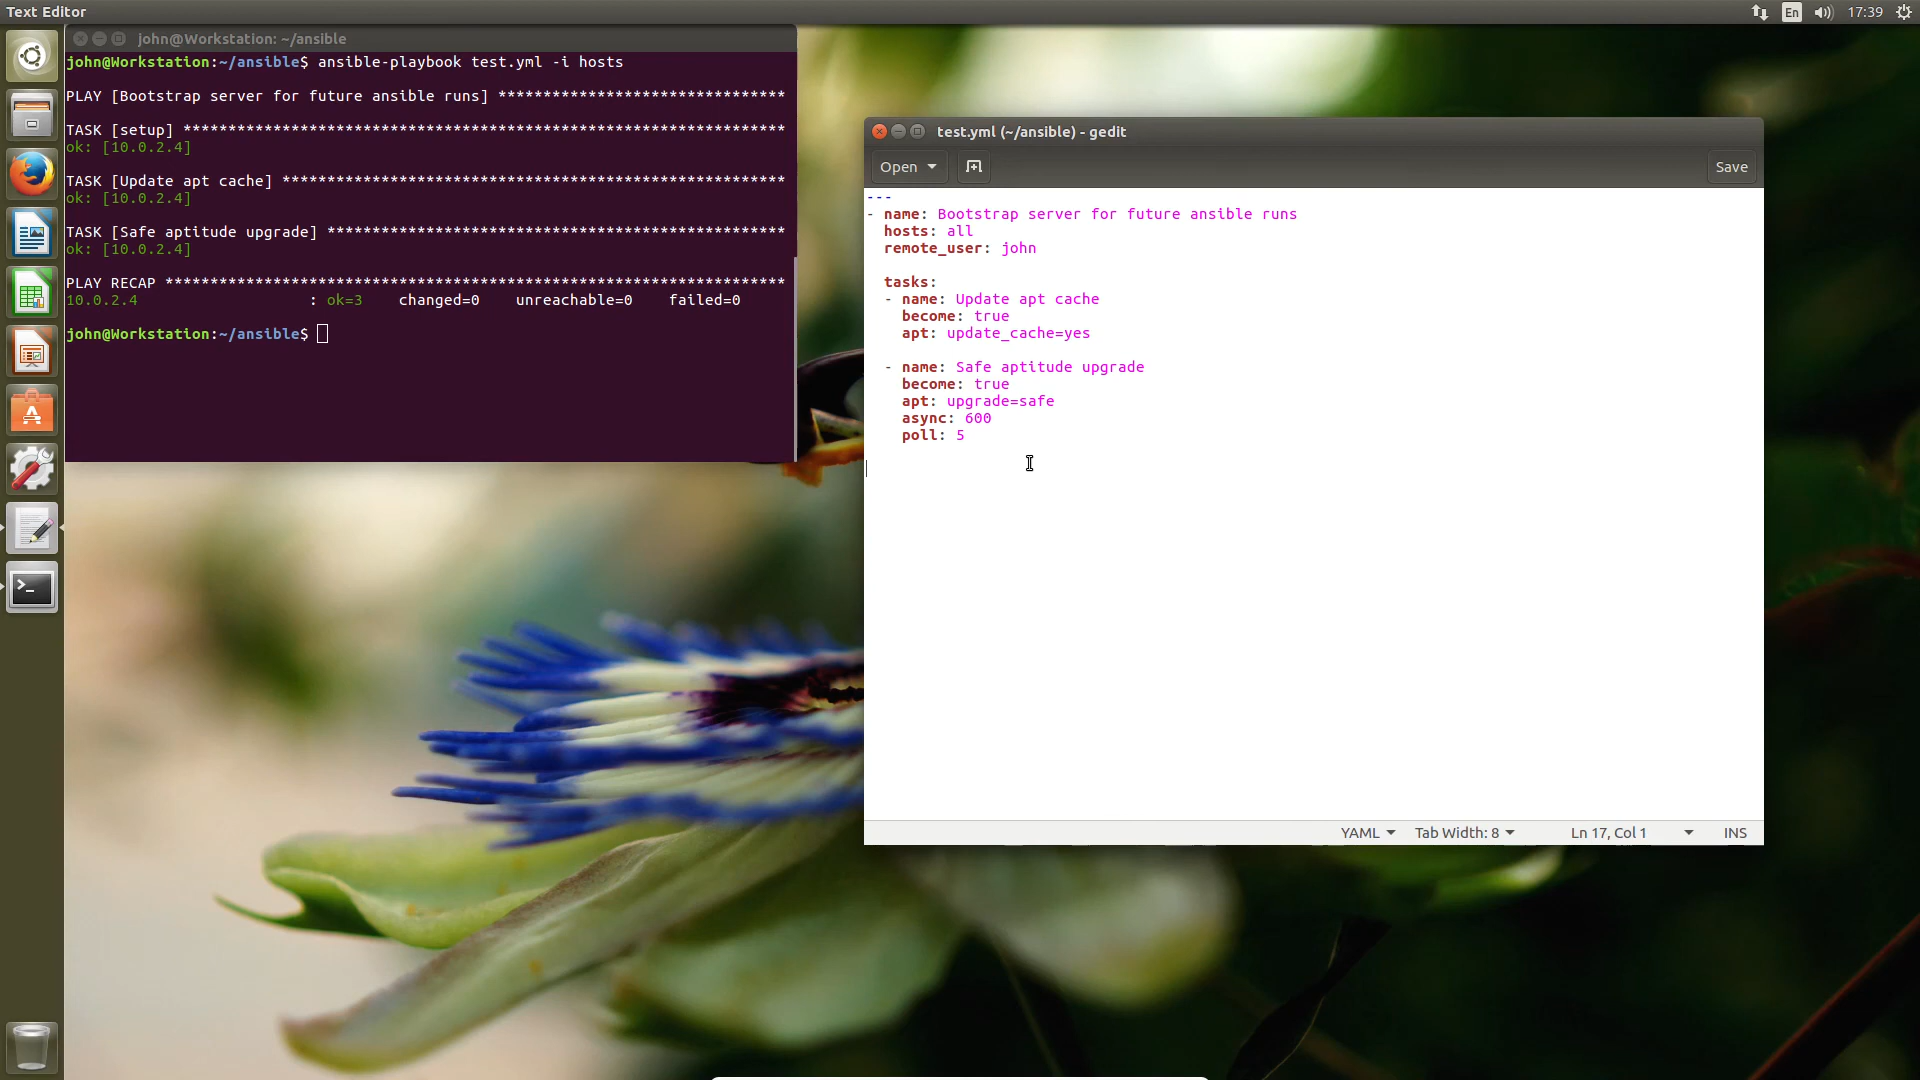 Text Editor
En
17:39
john@Workstation: ~/ansible
john@Workstation:~/ansible$ ansible-playbook test.yml -i hosts
PLAY [Bootstrap server for future ansible runs] ********************************
TASK [setup] *******************************************************************
ok: [10.0.2.4]
TASK [Update apt cache] ********************************************************
ok: [10.0.2.4]
TASK [Safe aptitude upgrade] ***************************************************
ok: [10.0.2.4]
PLAY RECAP *********************************************************************
10.0.2.4                   : ok=3    changed=0    unreachable=0    failed=0
john@Workstation:~/ansible$
test.yml (~/ansible) - gedit
Open
Save
---
- name: Bootstrap server for future ansible runs
  hosts: all
  remote_user: john
  tasks:
  - name: Update apt cache
    become: true
    apt: update_cache=yes
  - name: Safe aptitude upgrade
    become: true
    apt: upgrade=safe
    async: 600
    poll: 5
YAML
Tab Width: 8
Ln 17, Col 1
INS